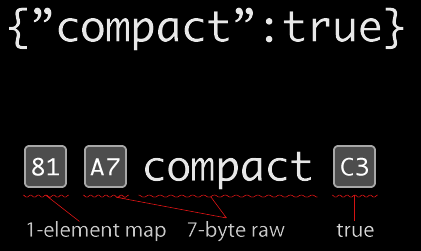 {”compact”:true}
81 A7 compact C3
1-element map 7-byte raw true